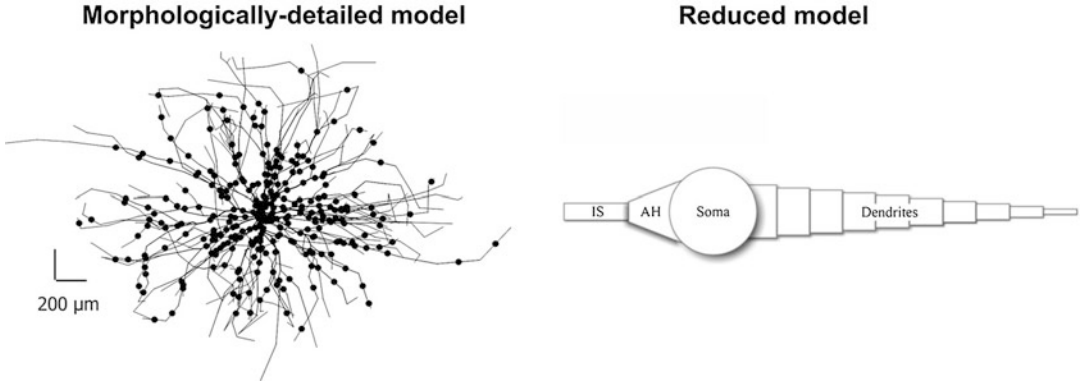 Morphologically-detailed model
Reduced model
200 μm
IS
AH
Soma
Dendrites